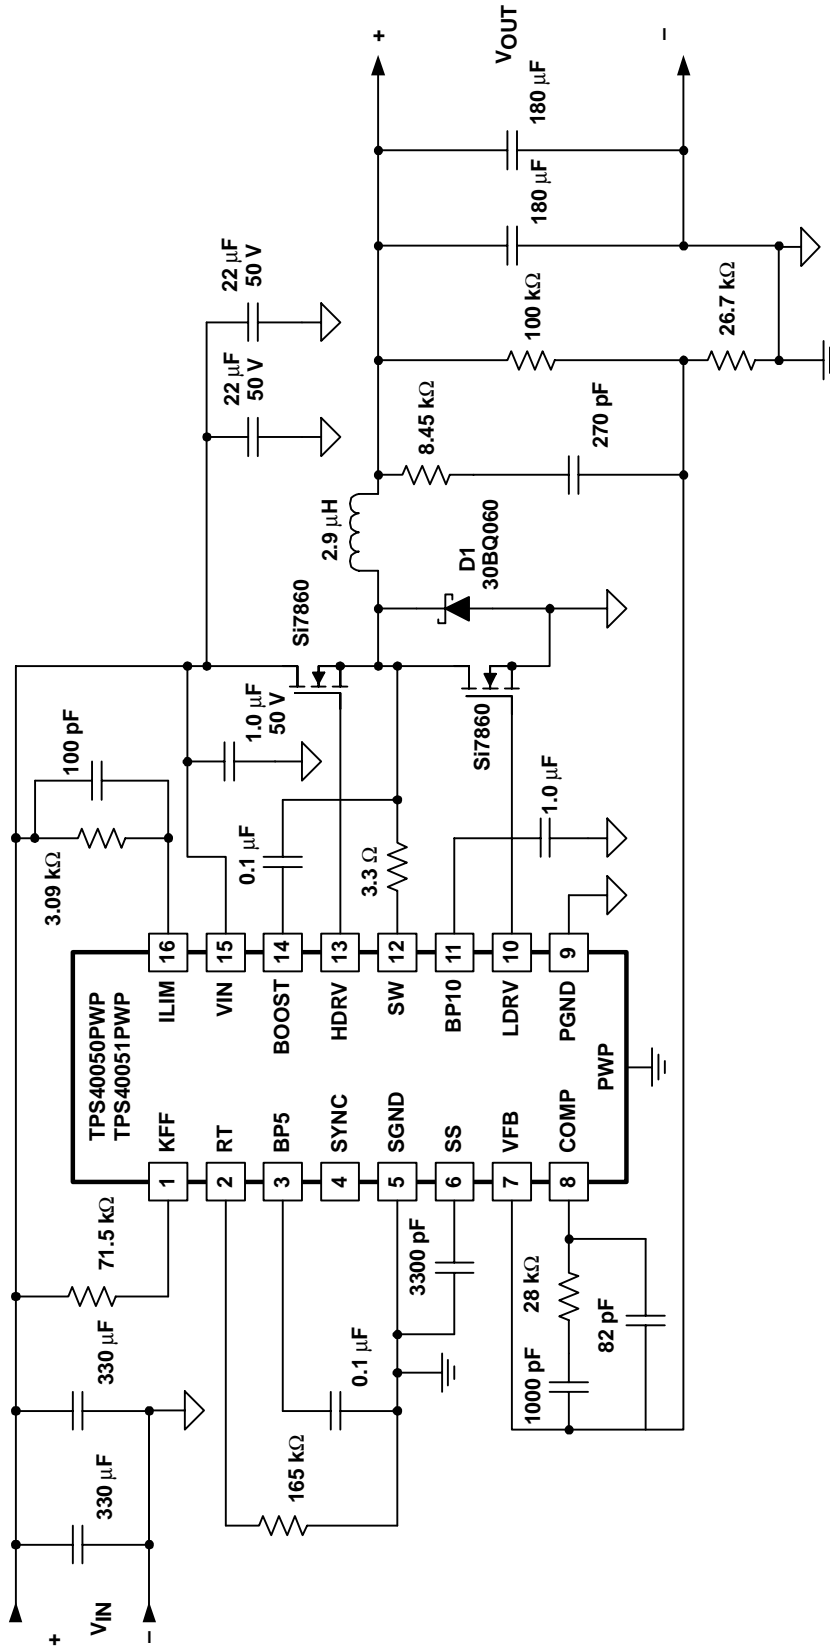 +
VIN
−
330 μF
330 μF
71.5 kΩ
165 kΩ
0.1 μF
3300 pF
1000 pF
28 kΩ
82 pF
TPS40050PWP
TPS40051PWP
1
KFF
2
RT
3
BP5
4
SYNC
5
SGND
6
SS
7
VFB
8
COMP
ILIM
16
VIN
15
BOOST
14
HDRV
13
SW
12
BP10
11
LDRV
10
PGND
9
PWP
3.09 kΩ
100 pF
0.1 μF
1.0 μF
50 V
3.3 Ω
1.0 μF
Si7860
Si7860
22 μF
50 V
22 μF
50 V
2.9 μH
D1
30BQ060
8.45 kΩ
270 pF
100 kΩ
26.7 kΩ
180 μF
180 μF
+
VOUT
−